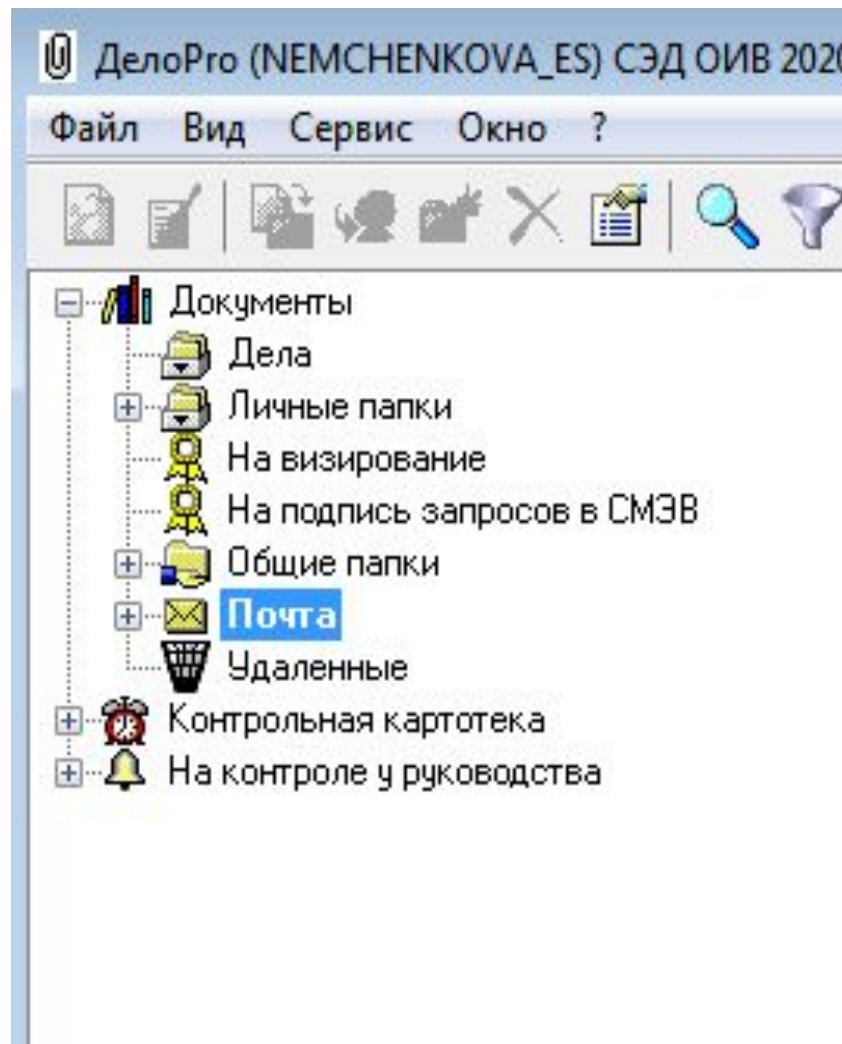 ДелоPro (NEMCHENKOVA_ES) СЭД ОИВ 2020
Файл Вид Сервис Окно ?
Документы
Дела
Личные папки
На визирование
На подпись запросов в СМЭВ
Общие папки
Почта
Удаленные
Контрольная картотека
На контроле у руководства